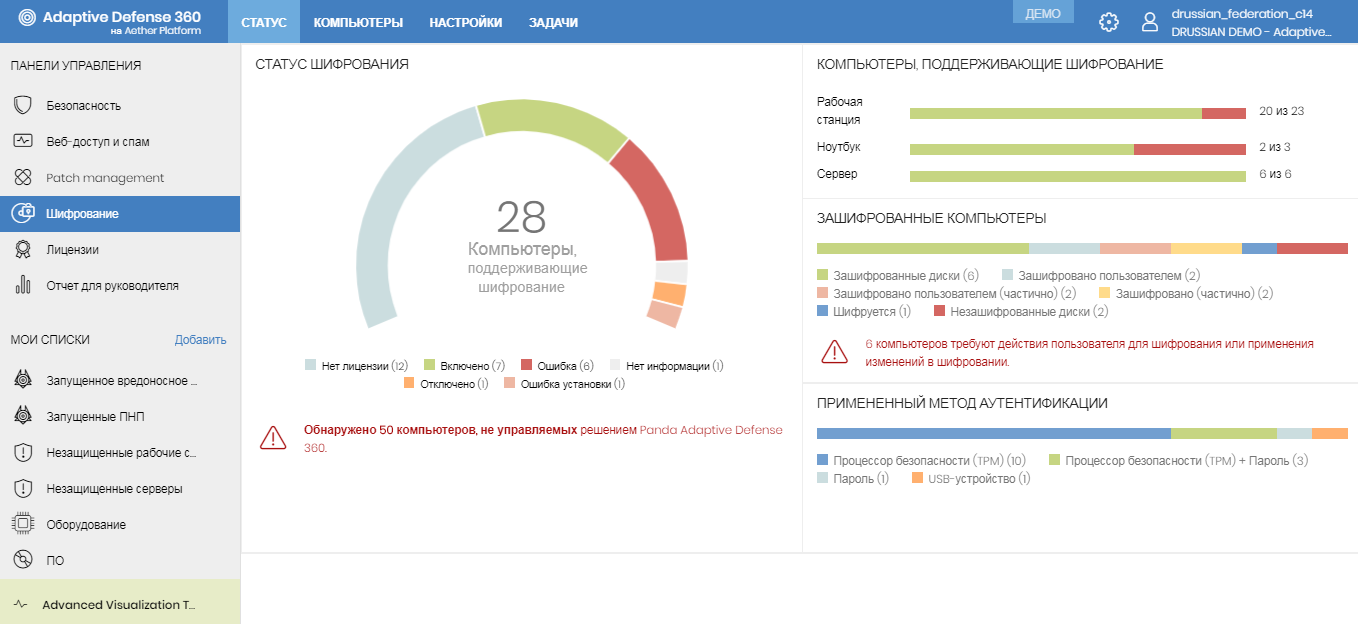 Adaptive Defense 360
на Aether Platform
СТАТУС
КОМПЬЮТЕРЫ
НАСТРОЙКИ
ЗАДАЧИ
ДЕМО
drussian_federation_c14
DRUSSIAN DEMO - Adaptive...
ПАНЕЛИ УПРАВЛЕНИЯ
Безопасность
Веб-доступ и спам
Patch management
Шифрование
Лицензии
Отчет для руководителя
МОИ СПИСКИ
Добавить
Запущенное вредоносное ...
Запущенные ПНП
Незащищенные рабочие с...
Незащищенные серверы
Оборудование
ПО
Advanced Visualization T...
СТАТУС ШИФРОВАНИЯ
28
Компьютеры,
поддерживающие
шифрование
Нет лицензии (12) Включено (7) Ошибка (6) Нет информации (1)
Отключено (1) Ошибка установки (1)
Обнаружено 50 компьютеров, не управляемых решением Panda Adaptive Defense
360.
КОМПЬЮТЕРЫ, ПОДДЕРЖИВАЮЩИЕ ШИФРОВАНИЕ
Рабочая
станция
20 из 23
Ноутбук
2 из 3
Сервер
6 из 6
ЗАШИФРОВАННЫЕ КОМПЬЮТЕРЫ
Зашифрованные диски (6) Зашифровано пользователем (2)
Зашифровано пользователем (частично) (2) Зашифровано (частично) (2)
Шифруется (1) Незашифрованные диски (2)
6 компьютеров требуют действия пользователя для шифрования или применения
изменений в шифровании.
ПРИМЕНЕННЫЙ МЕТОД АУТЕНТИФИКАЦИИ
Процессор безопасности (TPM) (10) Процессор безопасности (TPM) + Пароль (3)
Пароль (1) USB-устройство (1)